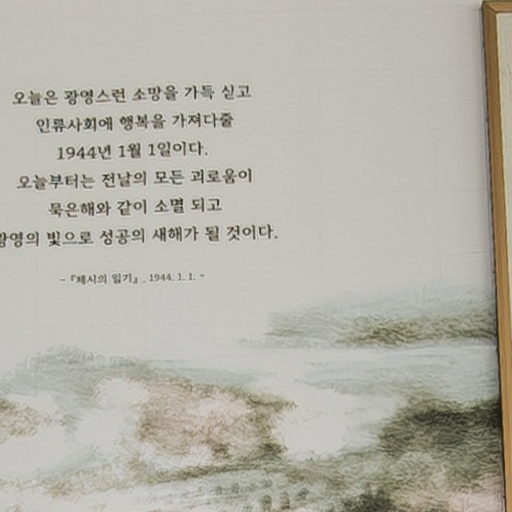 오늘은 광영스런 소망을 가득 싣고
인류사회에 행복을 가져다줄
1944년 1월 1일이다.
오늘부터는 전날의 모든 괴로움이
묵은해와 같이 소멸 되고
광영의 빛으로 성공의 새해가 될 것이다.
- 『제시의 일기』_ 1944. 1. 1. -